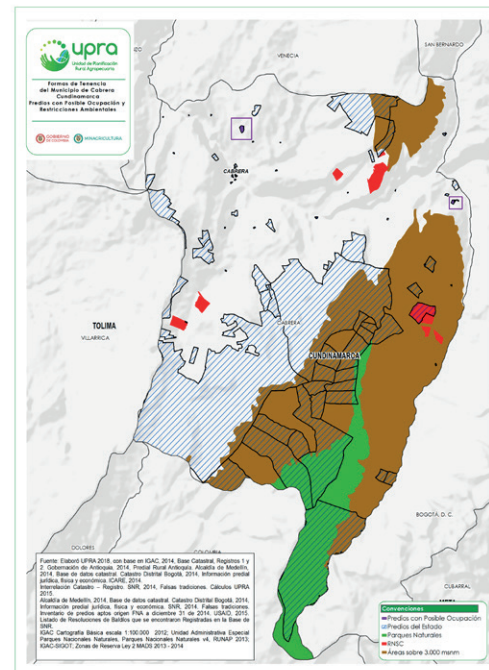 upra
Unidad de Planificación
Rural Agropecuaria
Formas de Tenencia
del Municipio de Cabrera
Cundinamarca
Predios con Posible Ocupación y
Restricciones Ambientales
GOBIERNO
DE COLOMBIA
MINAGRICULTURA
VENECIA
SAN BERNARDO
CABRERA
TOLIMA
VILLARRICA
CABRERA
CUNDINAMARCA
BOGOTÁ, D. C.
DOLORES
COLOMBIA
CUBARRAL
META
Fuente: Elaboró UPRA 2018, con base en IGAC, 2014, Base Catastral, Registros 1 y
2. Gobernación de Antioquia, 2014, Predial Rural Antioquia. Alcaldía de Medellín,
2014, Base de datos catastral. Catastro Distrital Bogotá, 2014, Información predial
jurídica, física y económica. ICARE, 2014.
Interrelación Catastro – Registro. SNR, 2014, Falsas tradiciones. Cálculos UPRA
2015.
Alcaldía de Medellín, 2014, Base de datos catastral. Catastro Distrital Bogotá, 2014,
Información predial jurídica, física y económica. SNR, 2014, Falsas tradiciones.
Inventario de predios aptos origen FNA a diciembre 31 de 2014. USAID, 2015,
Listado de Resoluciones de Baldíos que se encontraron Registradas en la Base de
SNR.
IGAC Cartografía Básica escala 1:100.000 2012; Unidad Administrativa Especial
Parques Nacionales Naturales, Parques Nacionales Naturales v4, RUNAP 2013;
IGAC-SIGOT; Zonas de Reserva Ley 2 MADS 2013 - 2014
Convenciones
Predios con Posible Ocupación
Predios del Estado
Parques Naturales
RNSC
Áreas sobre 3.000 msnm